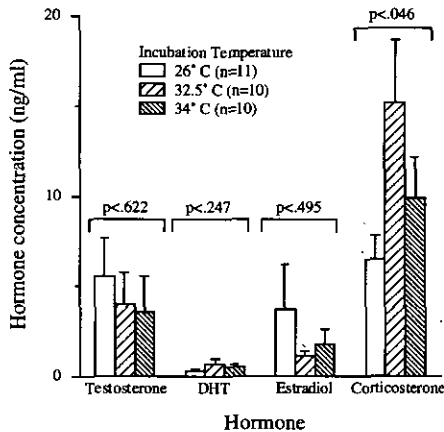 20
p<.046
Incubation Temperature
26° C (n=11)
32.5° C (n=10)
34° C (n=10)
Hormone concentration (ng/ml)
10
p<.622
p<.247
p<.495
0
Testosterone
DHT
Estradiol
Corticosterone
Hormone